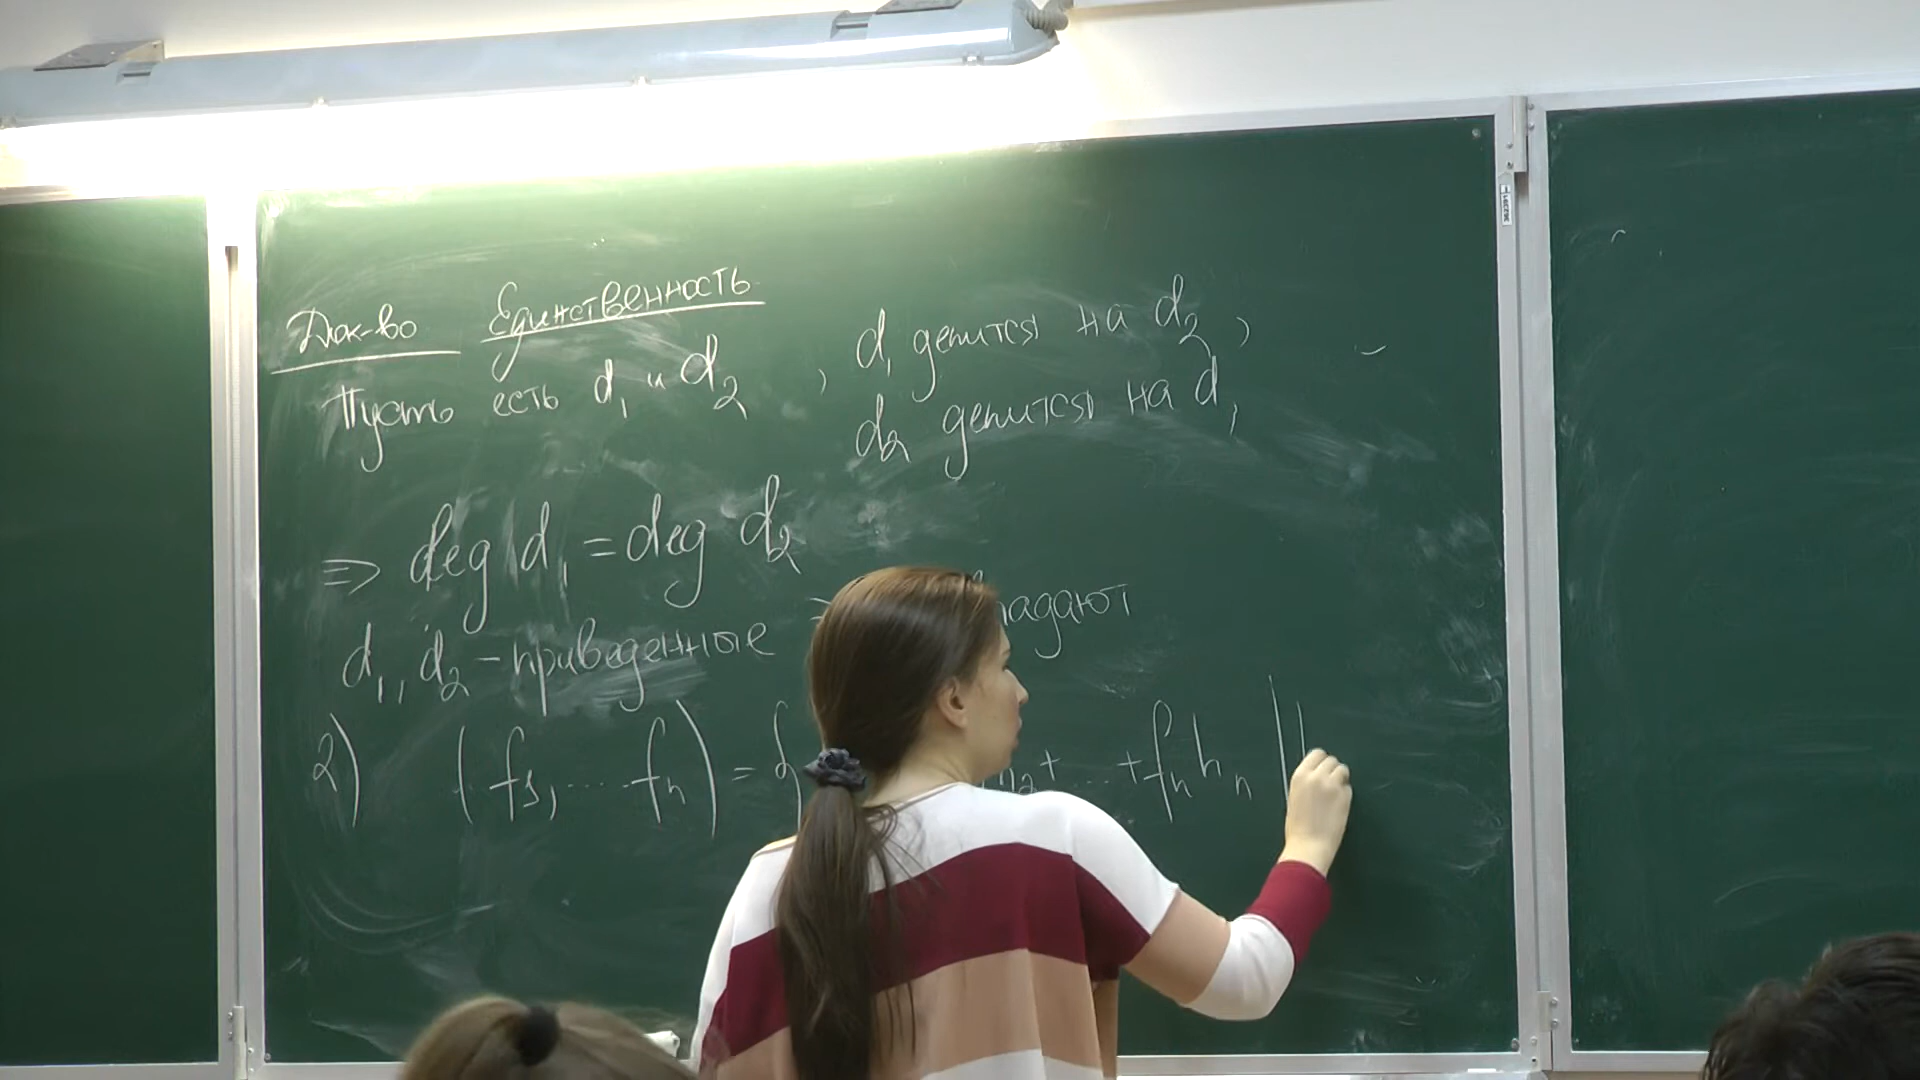 Док-во Единственность
Пусть есть d₁ и d₂ , d₁ делится на d₂ ,
d₂ делится на d₁
⇒ deg d₁ = deg d₂
d₁, d₂ - приведенные
2) (f₁, ... fₙ) = { + ... + fₙhₙ |